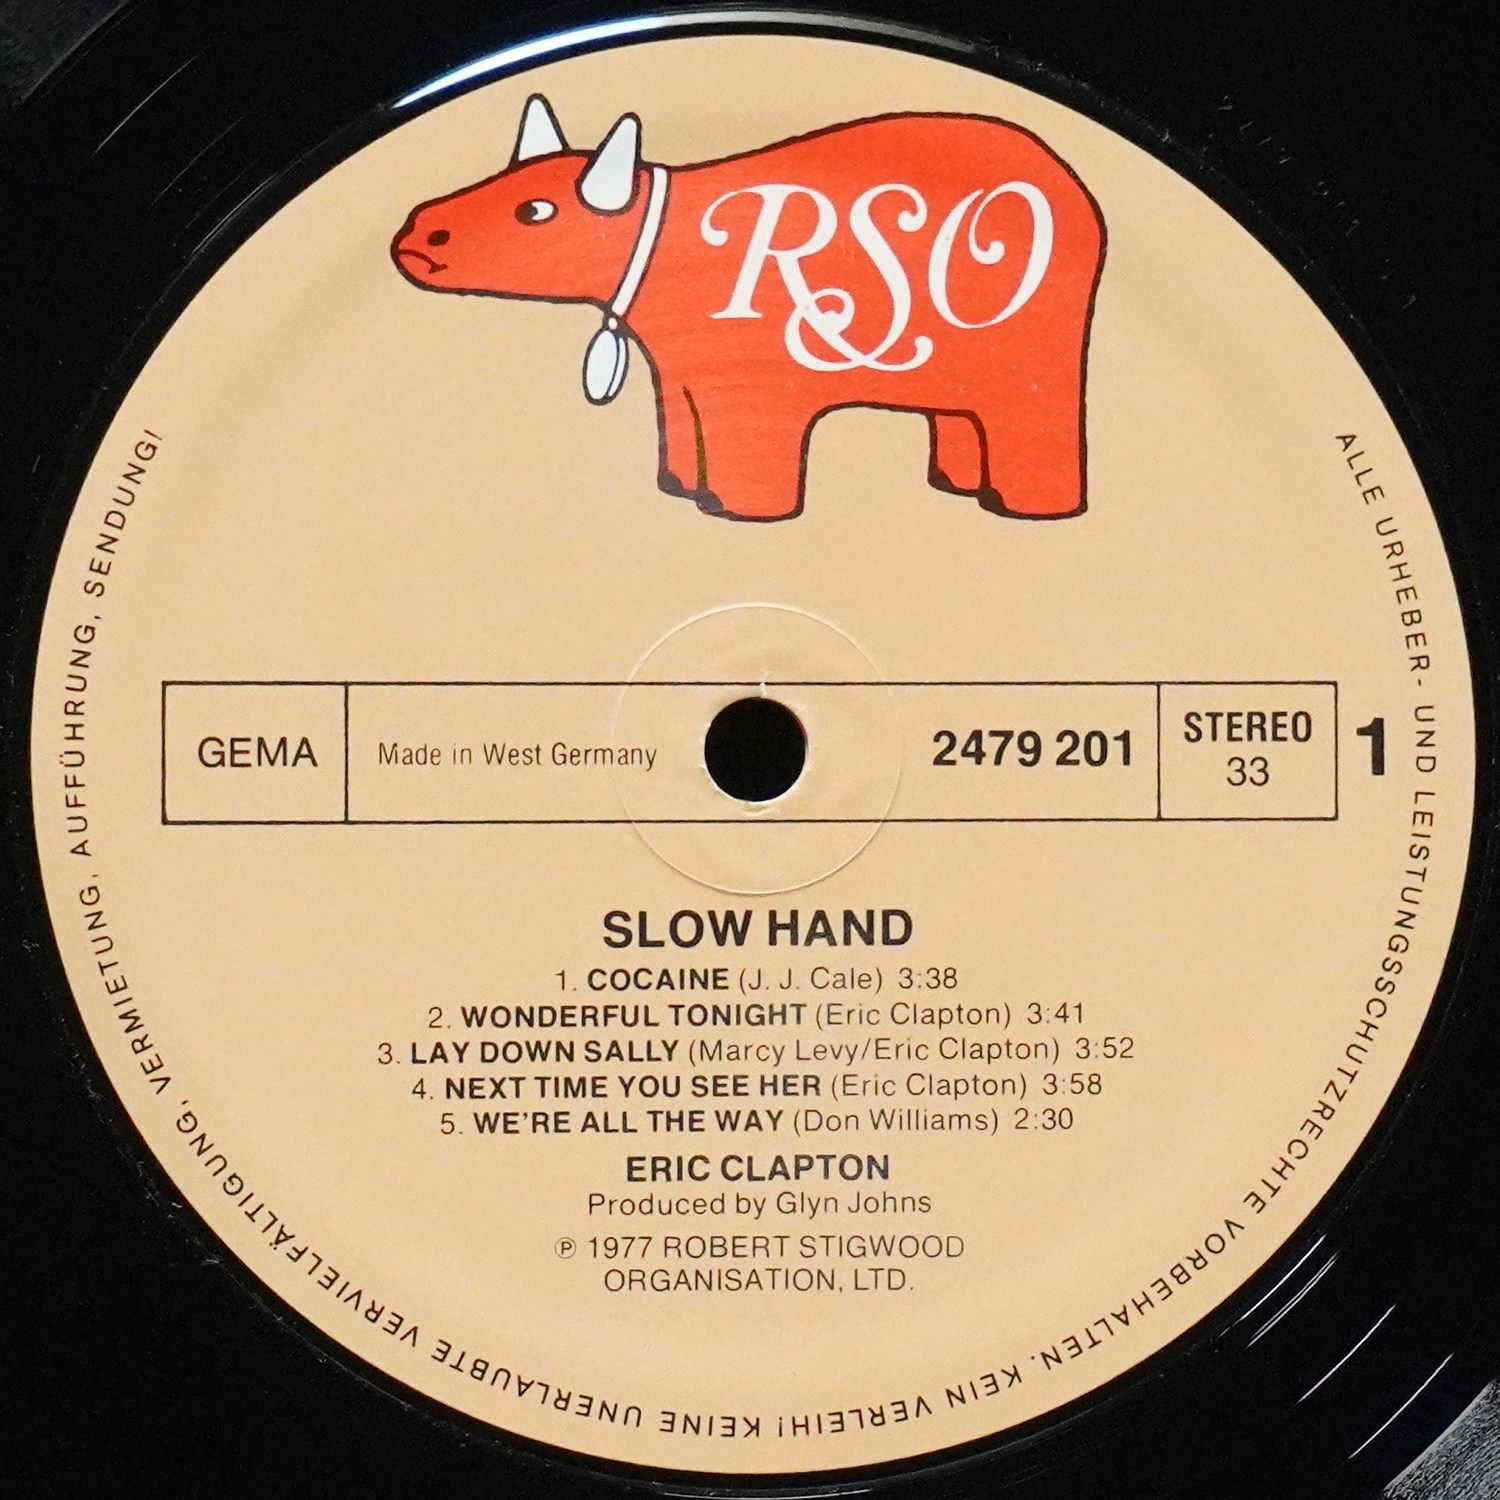 RSO
GEMA
Made in West Germany
2479 201
STEREO
33
1
SLOW HAND
1. COCAINE (J. J. Cale) 3:38
2. WONDERFUL TONIGHT (Eric Clapton) 3:41
3. LAY DOWN SALLY (Marcy Levy/Eric Clapton) 3:52
4. NEXT TIME YOU SEE HER (Eric Clapton) 3:58
5. WE'RE ALL THE WAY (Don Williams) 2:30
ERIC CLAPTON
Produced by Glyn Johns
℗ 1977 ROBERT STIGWOOD
ORGANISATION, LTD.
ALLE URHEBER- UND LEISTUNGSSCHUTZRECHTE VORBEHALTEN. KEIN VERLEIH! KEINE UNERLAUBTE VERVIELFÄLTIGUNG, VERMIETUNG, AUFFÜHRUNG, SENDUNG!